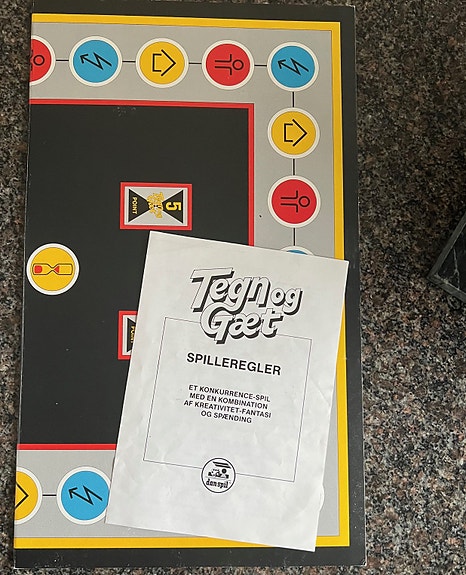 5
POINT
POINT
Tegn og
Gæt
SPILLEREGLER
ET KONKURRENCE-SPIL
MED EN KOMBINATION
AF KREATIVITET-FANTASI
OG SPÆNDING
dan spil